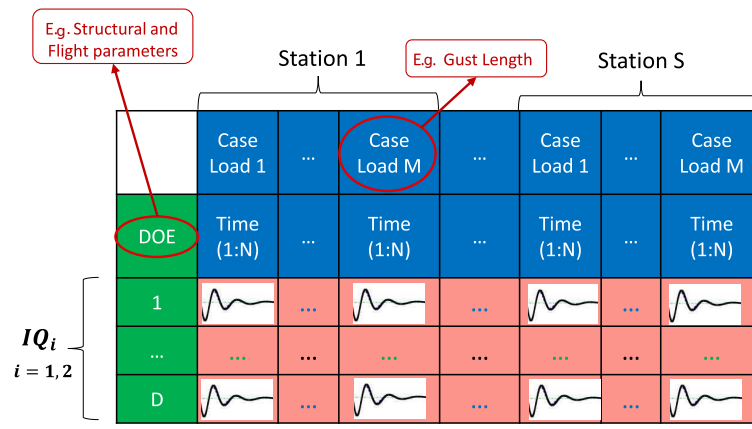 E.g. Structural and
Flight parameters
Station 1
E.g. Gust Length
Station S
Case
Load 1
...
Case
Load M
...
Case
Load 1
...
Case
Load M
DOE
Time
(1:N)
...
Time
(1:N)
...
Time
(1:N)
...
Time
(1:N)
IQi
i = 1, 2
1
...
...
...
...
...
...
...
...
...
...
...
D
...
...
...